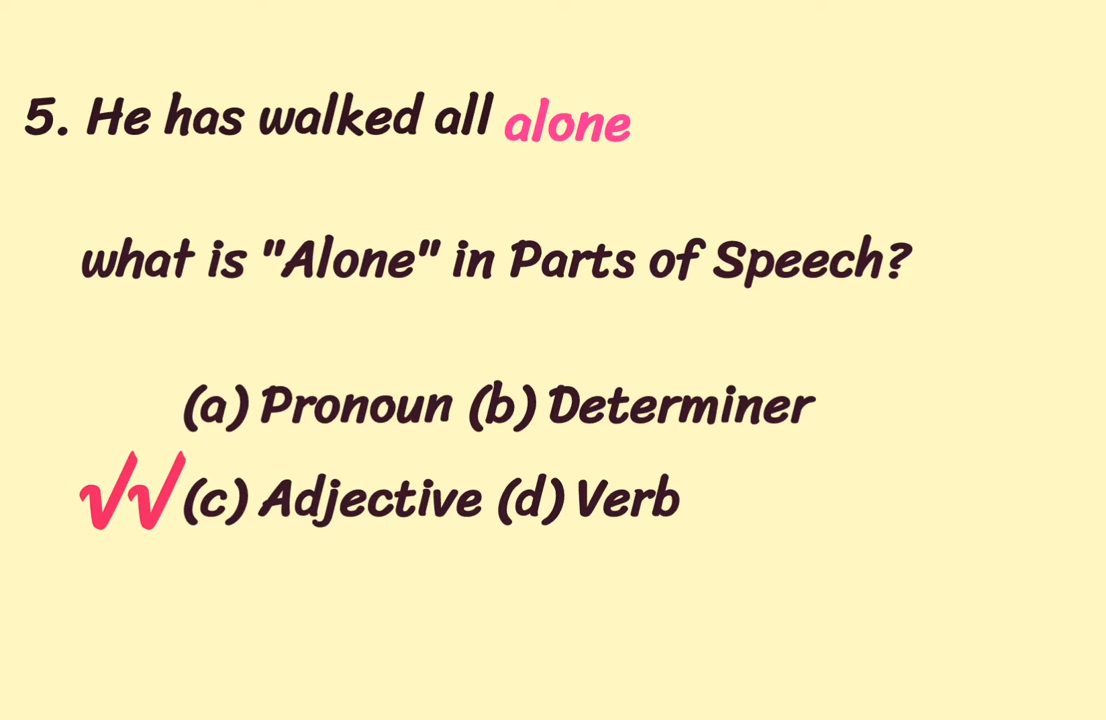 5. He has walked all alone
what is "Alone" in Parts of Speech?
(a) Pronoun (b) Determiner
√√(c) Adjective (d) Verb